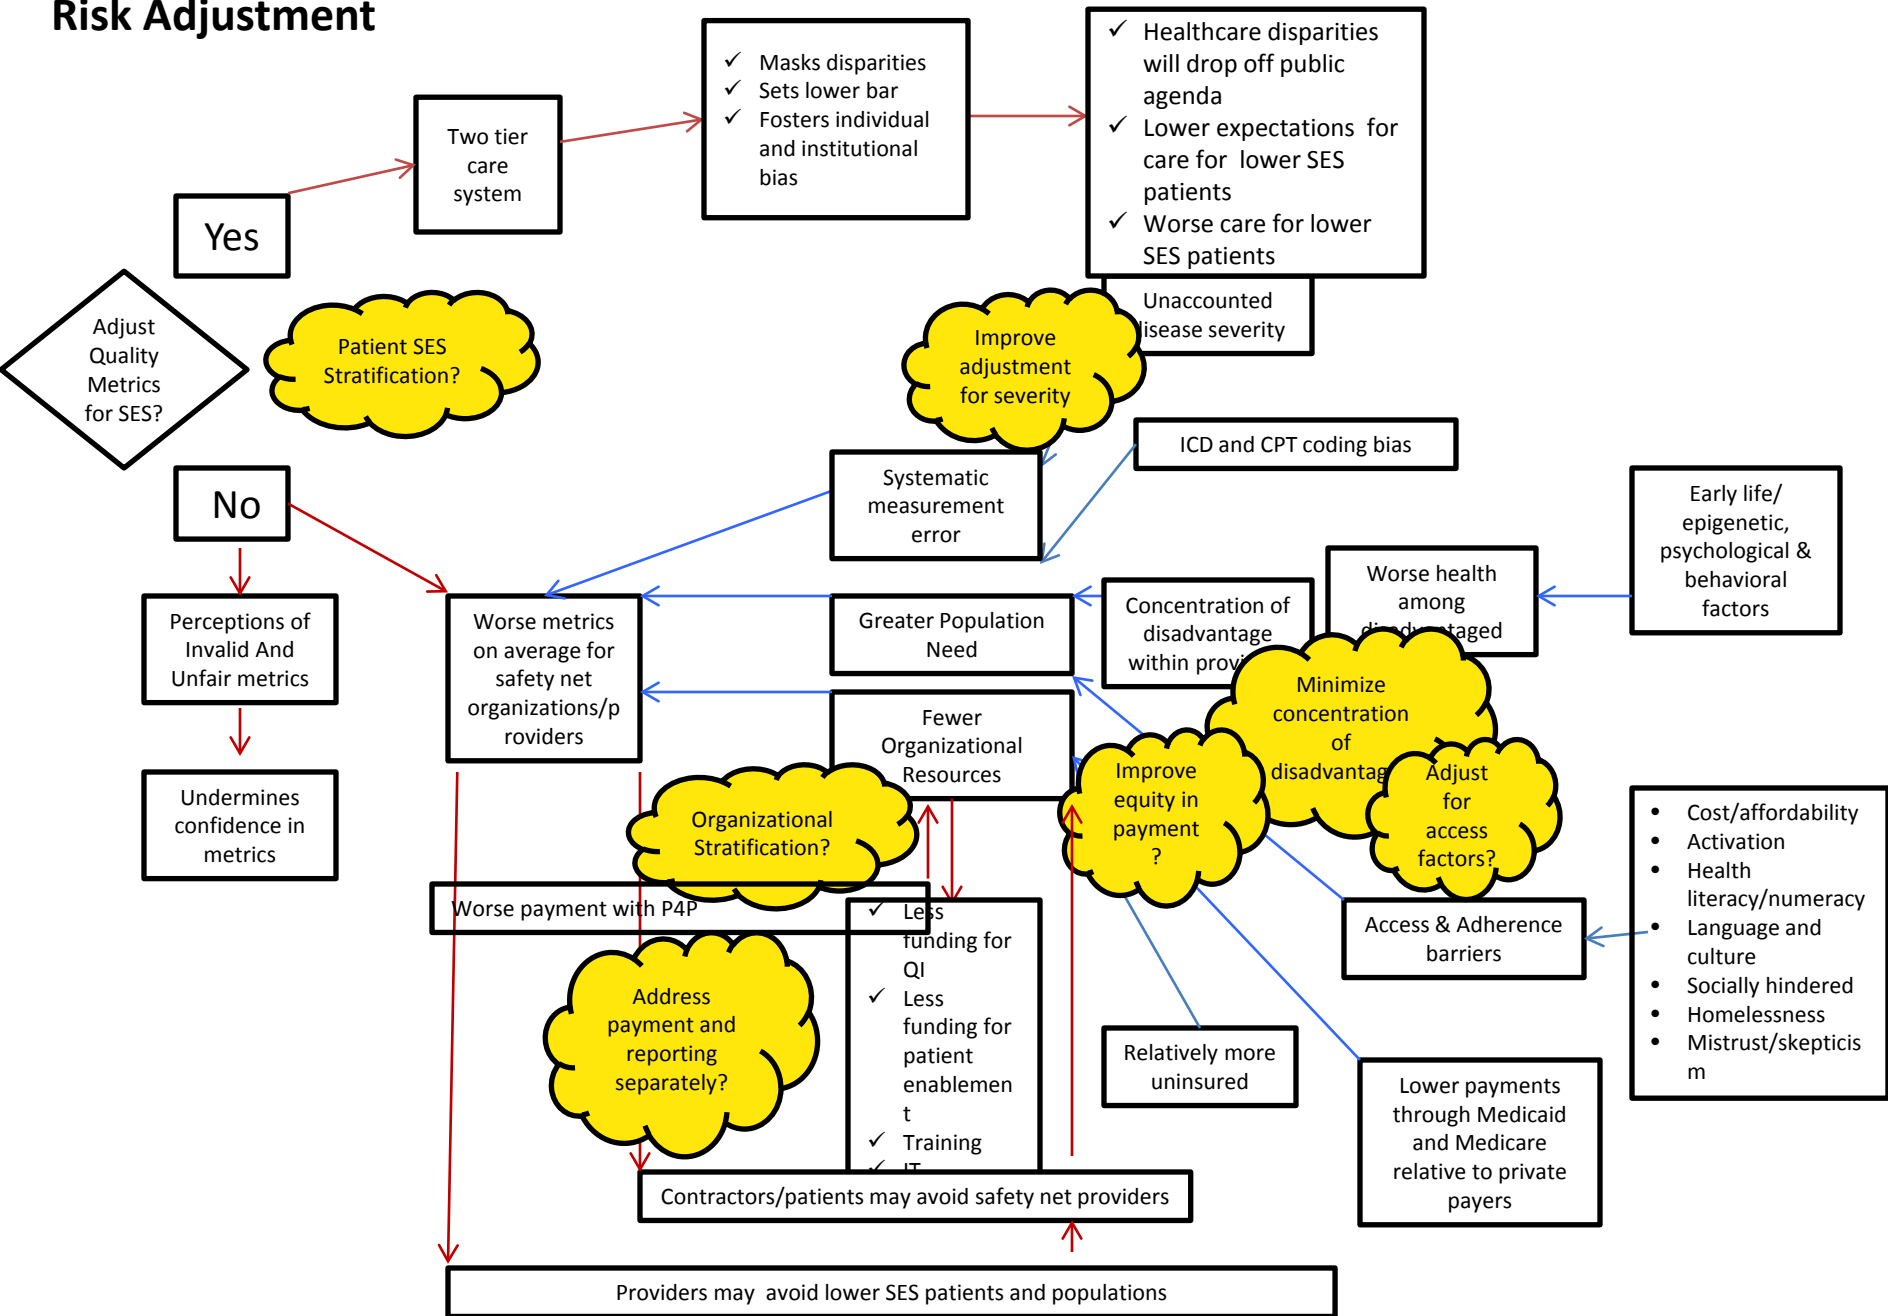 Risk Adjustment
Yes
Two tier
care
system
✓ Masks disparities
✓ Sets lower bar
✓ Fosters individual
and institutional
bias
✓ Healthcare disparities
will drop off public
agenda
✓ Lower expectations for
care for lower SES
patients
✓ Worse care for lower
SES patients
Adjust
Quality
Metrics
for SES?
Patient SES
Stratification?
Improve
adjustment
for severity
Unaccounted
isease severity
ICD and CPT coding bias
Systematic
measurement
error
No
Perceptions of
Invalid And
Unfair metrics
Undermines
confidence in
metrics
Worse metrics
on average for
safety net
organizations/p
roviders
Greater Population
Need
Fewer
Organizational
Resources
Concentration of
disadvantage
within provi
Worse health
among
disadvantaged
Early life/
epigenetic,
psychological &
behavioral
factors
Minimize
concentration
of
disadvantag
Improve
equity in
payment
?
Adjust
for
access
factors?
Organizational
Stratification?
Worse payment with P4P
Address
payment and
reporting
separately?
✓ Less
funding for
QI
✓ Less
funding for
patient
enablemen
t
✓ Training
✓ IT
Access & Adherence
barriers
• Cost/affordability
• Activation
• Health
literacy/numeracy
• Language and
culture
• Socially hindered
• Homelessness
• Mistrust/skepticis
m
Relatively more
uninsured
Lower payments
through Medicaid
and Medicare
relative to private
payers
Contractors/patients may avoid safety net providers
Providers may avoid lower SES patients and populations